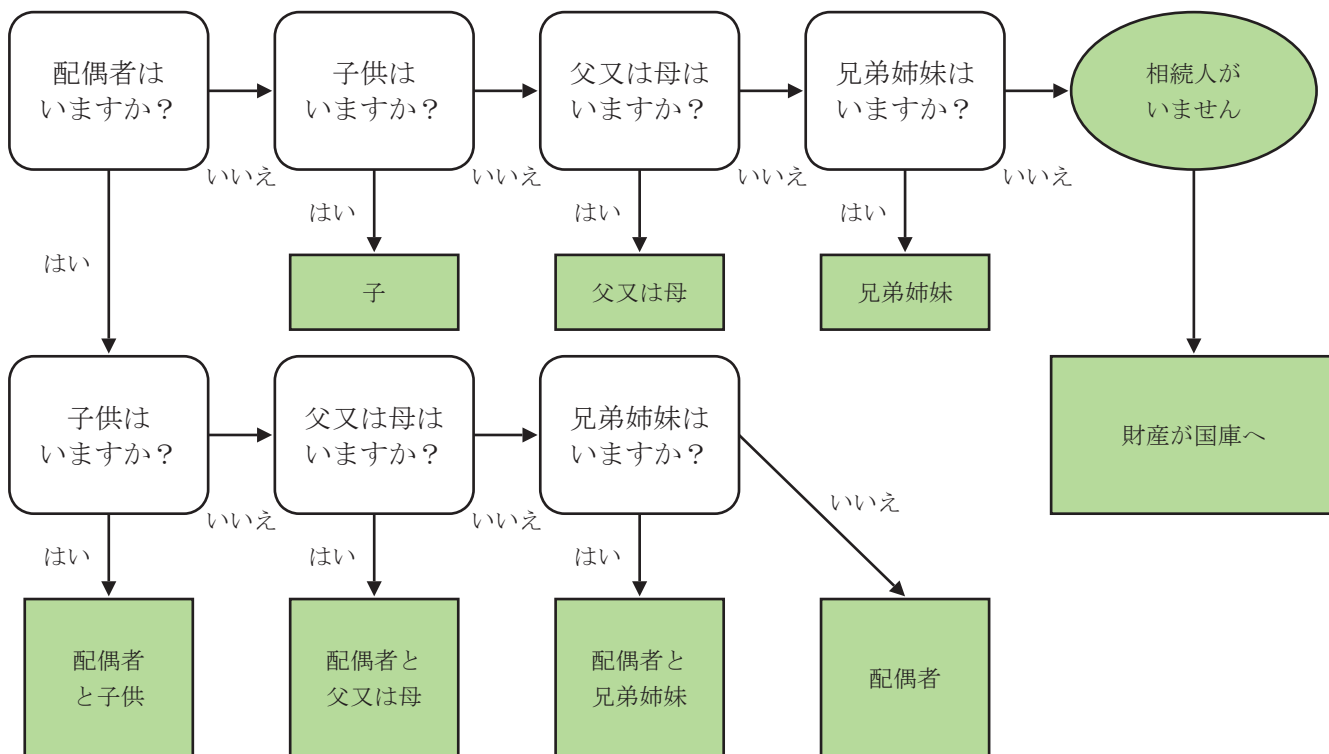 配偶者は
いますか？
子供は
いますか？
父又は母は
いますか？
兄弟姉妹は
いますか？
相続人が
いません
いいえ
いいえ
いいえ
いいえ
はい
はい
はい
はい
子
父又は母
兄弟姉妹
子供は
いますか？
父又は母は
いますか？
兄弟姉妹は
いますか？
財産が国庫へ
いいえ
いいえ
いいえ
はい
はい
はい
配偶者
と子供
配偶者と
父又は母
配偶者と
兄弟姉妹
配偶者